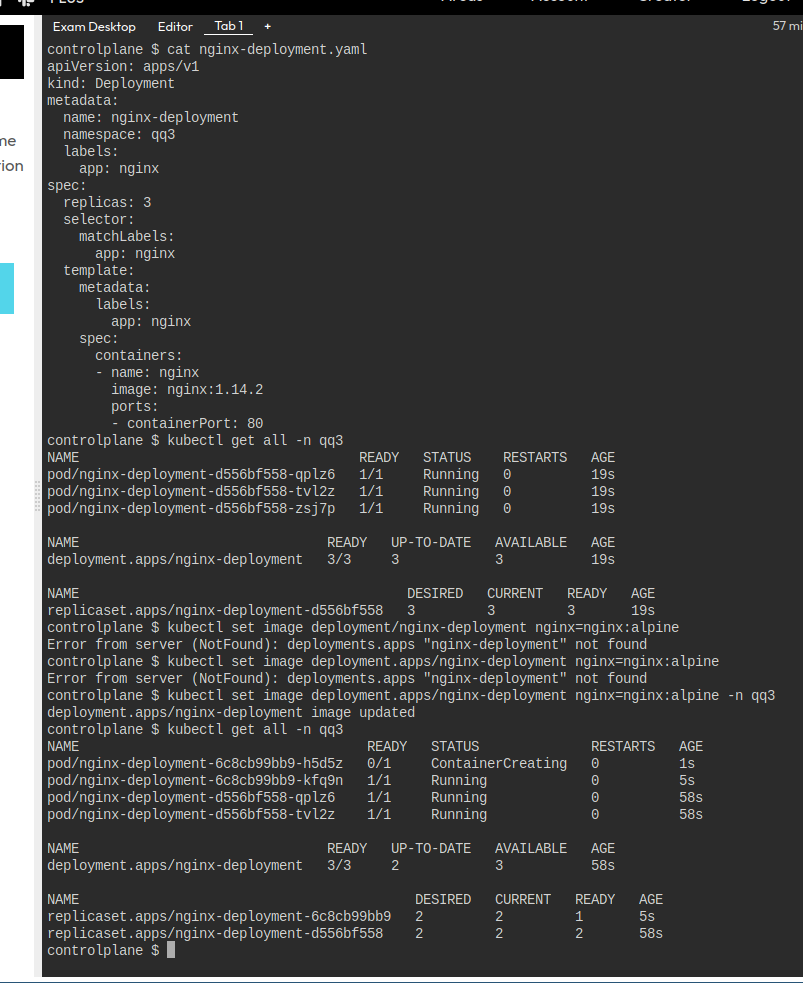 PLUS
Exam Desktop Editor Tab 1 + 57 mi
controlplane $ cat nginx-deployment.yaml
apiVersion: apps/v1
kind: Deployment
metadata:
  name: nginx-deployment
  namespace: qq3
  labels:
    app: nginx
spec:
  replicas: 3
  selector:
    matchLabels:
      app: nginx
  template:
    metadata:
      labels:
        app: nginx
    spec:
      containers:
      - name: nginx
        image: nginx:1.14.2
        ports:
        - containerPort: 80
controlplane $ kubectl get all -n qq3
NAME                                   READY   STATUS    RESTARTS   AGE
pod/nginx-deployment-d556bf558-qplz6   1/1     Running   0          19s
pod/nginx-deployment-d556bf558-tvl2z   1/1     Running   0          19s
pod/nginx-deployment-d556bf558-zsj7p   1/1     Running   0          19s

NAME                               READY   UP-TO-DATE   AVAILABLE   AGE
deployment.apps/nginx-deployment   3/3     3            3           19s

NAME                                         DESIRED   CURRENT   READY   AGE
replicaset.apps/nginx-deployment-d556bf558   3         3         3       19s
controlplane $ kubectl set image deployment/nginx-deployment nginx=nginx:alpine
Error from server (NotFound): deployments.apps "nginx-deployment" not found
controlplane $ kubectl set image deployment.apps/nginx-deployment nginx=nginx:alpine
Error from server (NotFound): deployments.apps "nginx-deployment" not found
controlplane $ kubectl set image deployment.apps/nginx-deployment nginx=nginx:alpine -n qq3
deployment.apps/nginx-deployment image updated
controlplane $ kubectl get all -n qq3
NAME                                    READY   STATUS              RESTARTS   AGE
pod/nginx-deployment-6c8cb99bb9-h5d5z   0/1     ContainerCreating   0          1s
pod/nginx-deployment-6c8cb99bb9-kfq9n   1/1     Running             0          5s
pod/nginx-deployment-d556bf558-qplz6    1/1     Running             0          58s
pod/nginx-deployment-d556bf558-tvl2z    1/1     Running             0          58s

NAME                               READY   UP-TO-DATE   AVAILABLE   AGE
deployment.apps/nginx-deployment   3/3     2            3           58s

NAME                                          DESIRED   CURRENT   READY   AGE
replicaset.apps/nginx-deployment-6c8cb99bb9   2         2         1       5s
replicaset.apps/nginx-deployment-d556bf558    2         2         2       58s
controlplane $